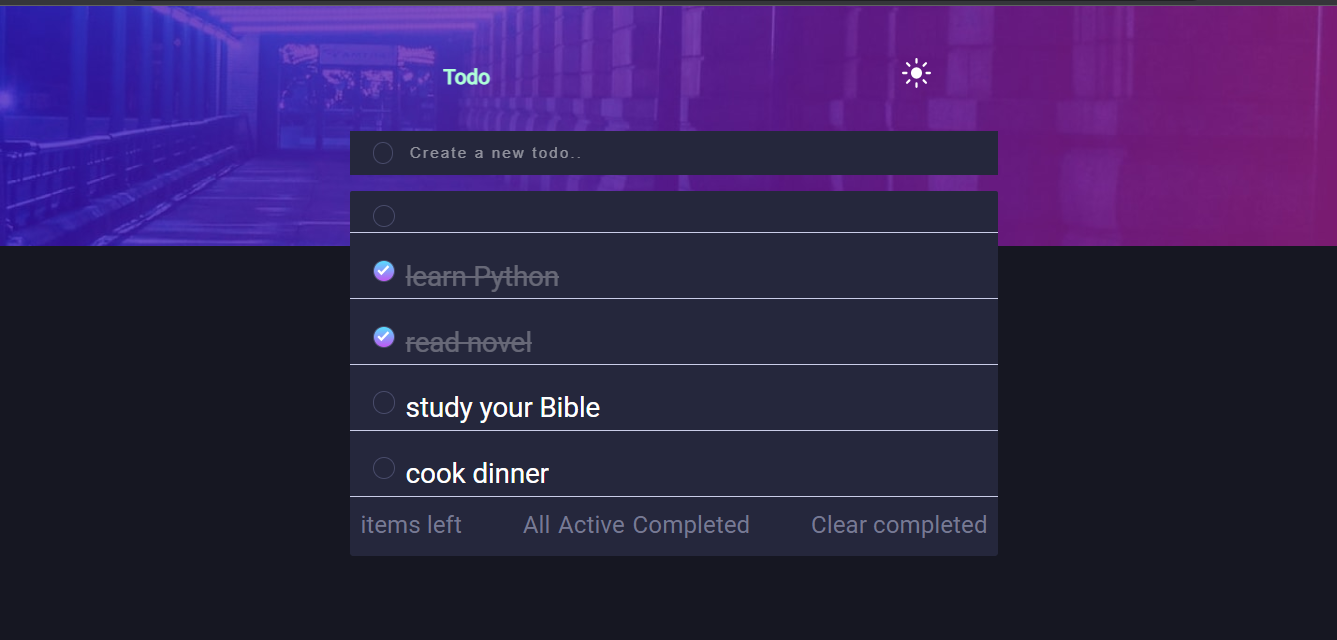 Todo
Create a new todo..
learn Python
read novel
study your Bible
cook dinner
items left All Active Completed Clear completed